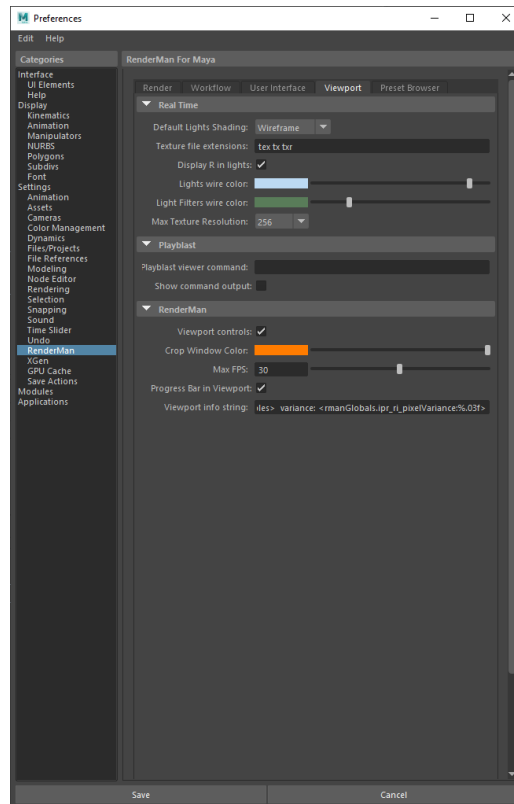 Preferences
Edit Help
Categories
RenderMan For Maya
Interface
UI Elements
Help
Display
Kinematics
Animation
Manipulators
NURBS
Polygons
Subdivs
Font
Settings
Animation
Assets
Cameras
Color Management
Dynamics
Files/Projects
File References
Modeling
Node Editor
Rendering
Selection
Snapping
Sound
Time Slider
Undo
RenderMan
XGen
GPU Cache
Save Actions
Modules
Applications
Render Workflow User Interface Viewport Preset Browser
Real Time
Default Lights Shading: Wireframe
Texture file extensions: tex tx txr
Display R in lights:
Lights wire color:
Light Filters wire color:
Max Texture Resolution: 256
Playblast
Playblast viewer command:
Show command output:
RenderMan
Viewport controls:
Crop Window Color:
Max FPS: 30
Progress Bar in Viewport:
Viewport info string: les> variance: <rmanGlobals.ipr_ri_pixelVariance:%.03f>
Save Cancel